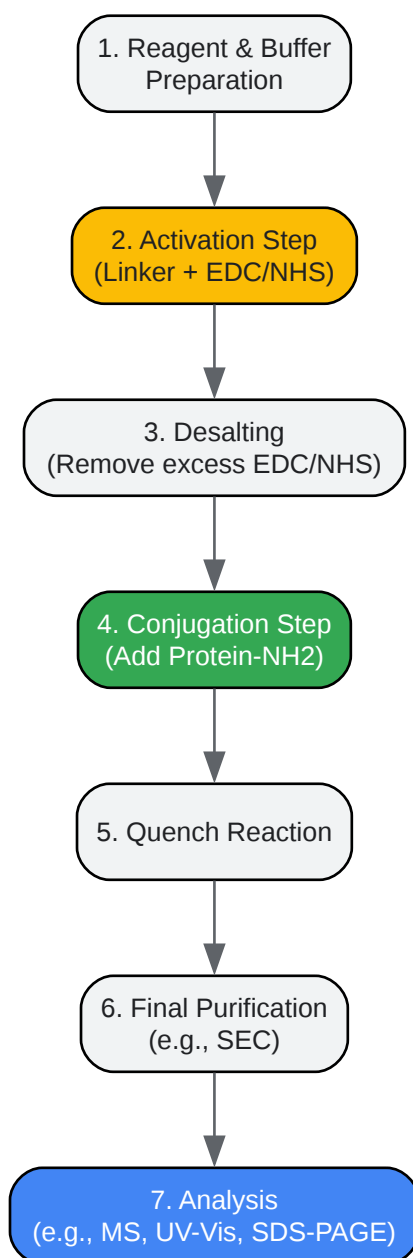 1. Reagent & Buffer
Preparation
2. Activation Step
(Linker + EDC/NHS)
3. Desalting
(Remove excess EDC/NHS)
4. Conjugation Step
(Add Protein-NH2)
5. Quench Reaction
6. Final Purification
(e.g., SEC)
7. Analysis
(e.g., MS, UV-Vis, SDS-PAGE)